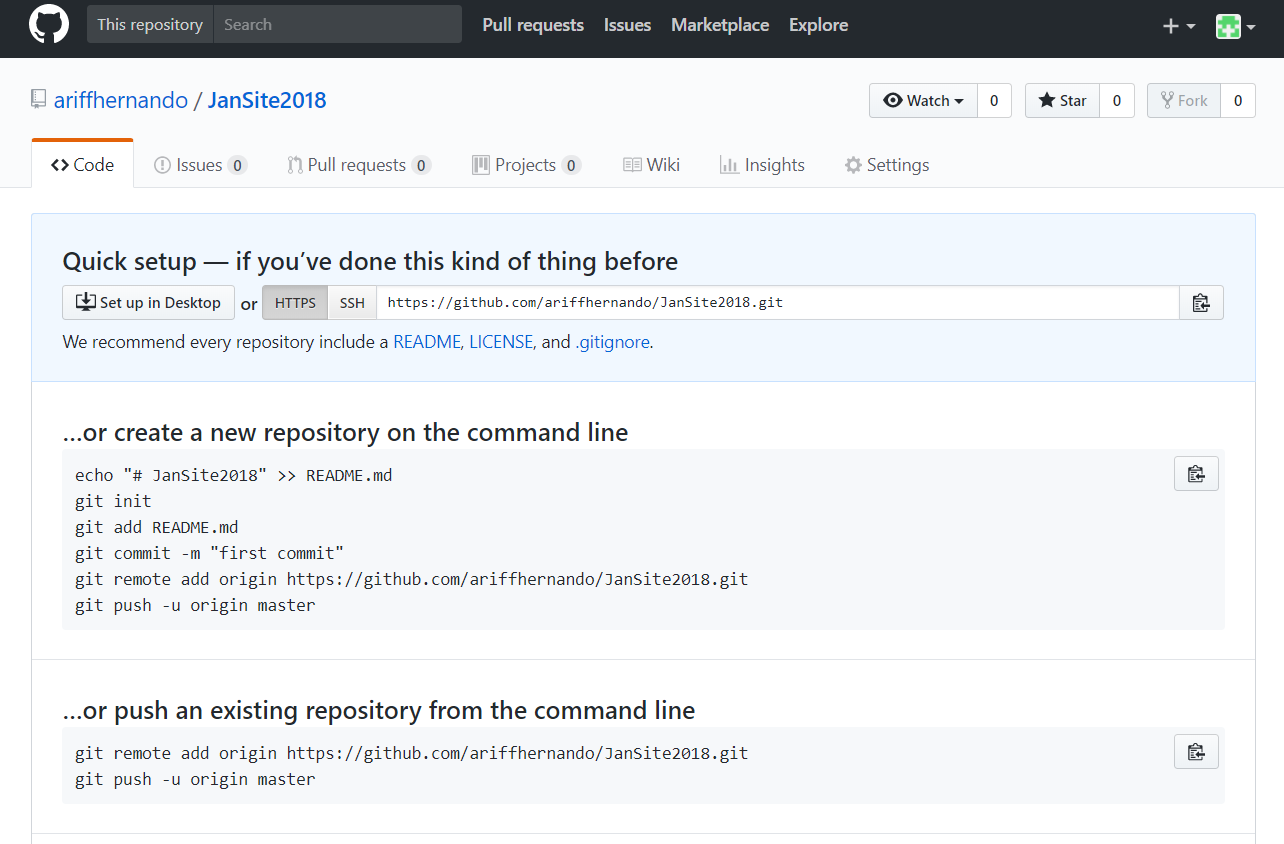 This repository Search Pull requests Issues Marketplace Explore
ariffhernando / JanSite2018 Watch 0 Star 0 Fork 0
Code Issues 0 Pull requests 0 Projects 0 Wiki Insights Settings
Quick setup — if you’ve done this kind of thing before
Set up in Desktop or HTTPS SSH https://github.com/ariffhernando/JanSite2018.git
We recommend every repository include a README, LICENSE, and .gitignore.
…or create a new repository on the command line
echo "# JanSite2018" >> README.md
git init
git add README.md
git commit -m "first commit"
git remote add origin https://github.com/ariffhernando/JanSite2018.git
git push -u origin master
…or push an existing repository from the command line
git remote add origin https://github.com/ariffhernando/JanSite2018.git
git push -u origin master